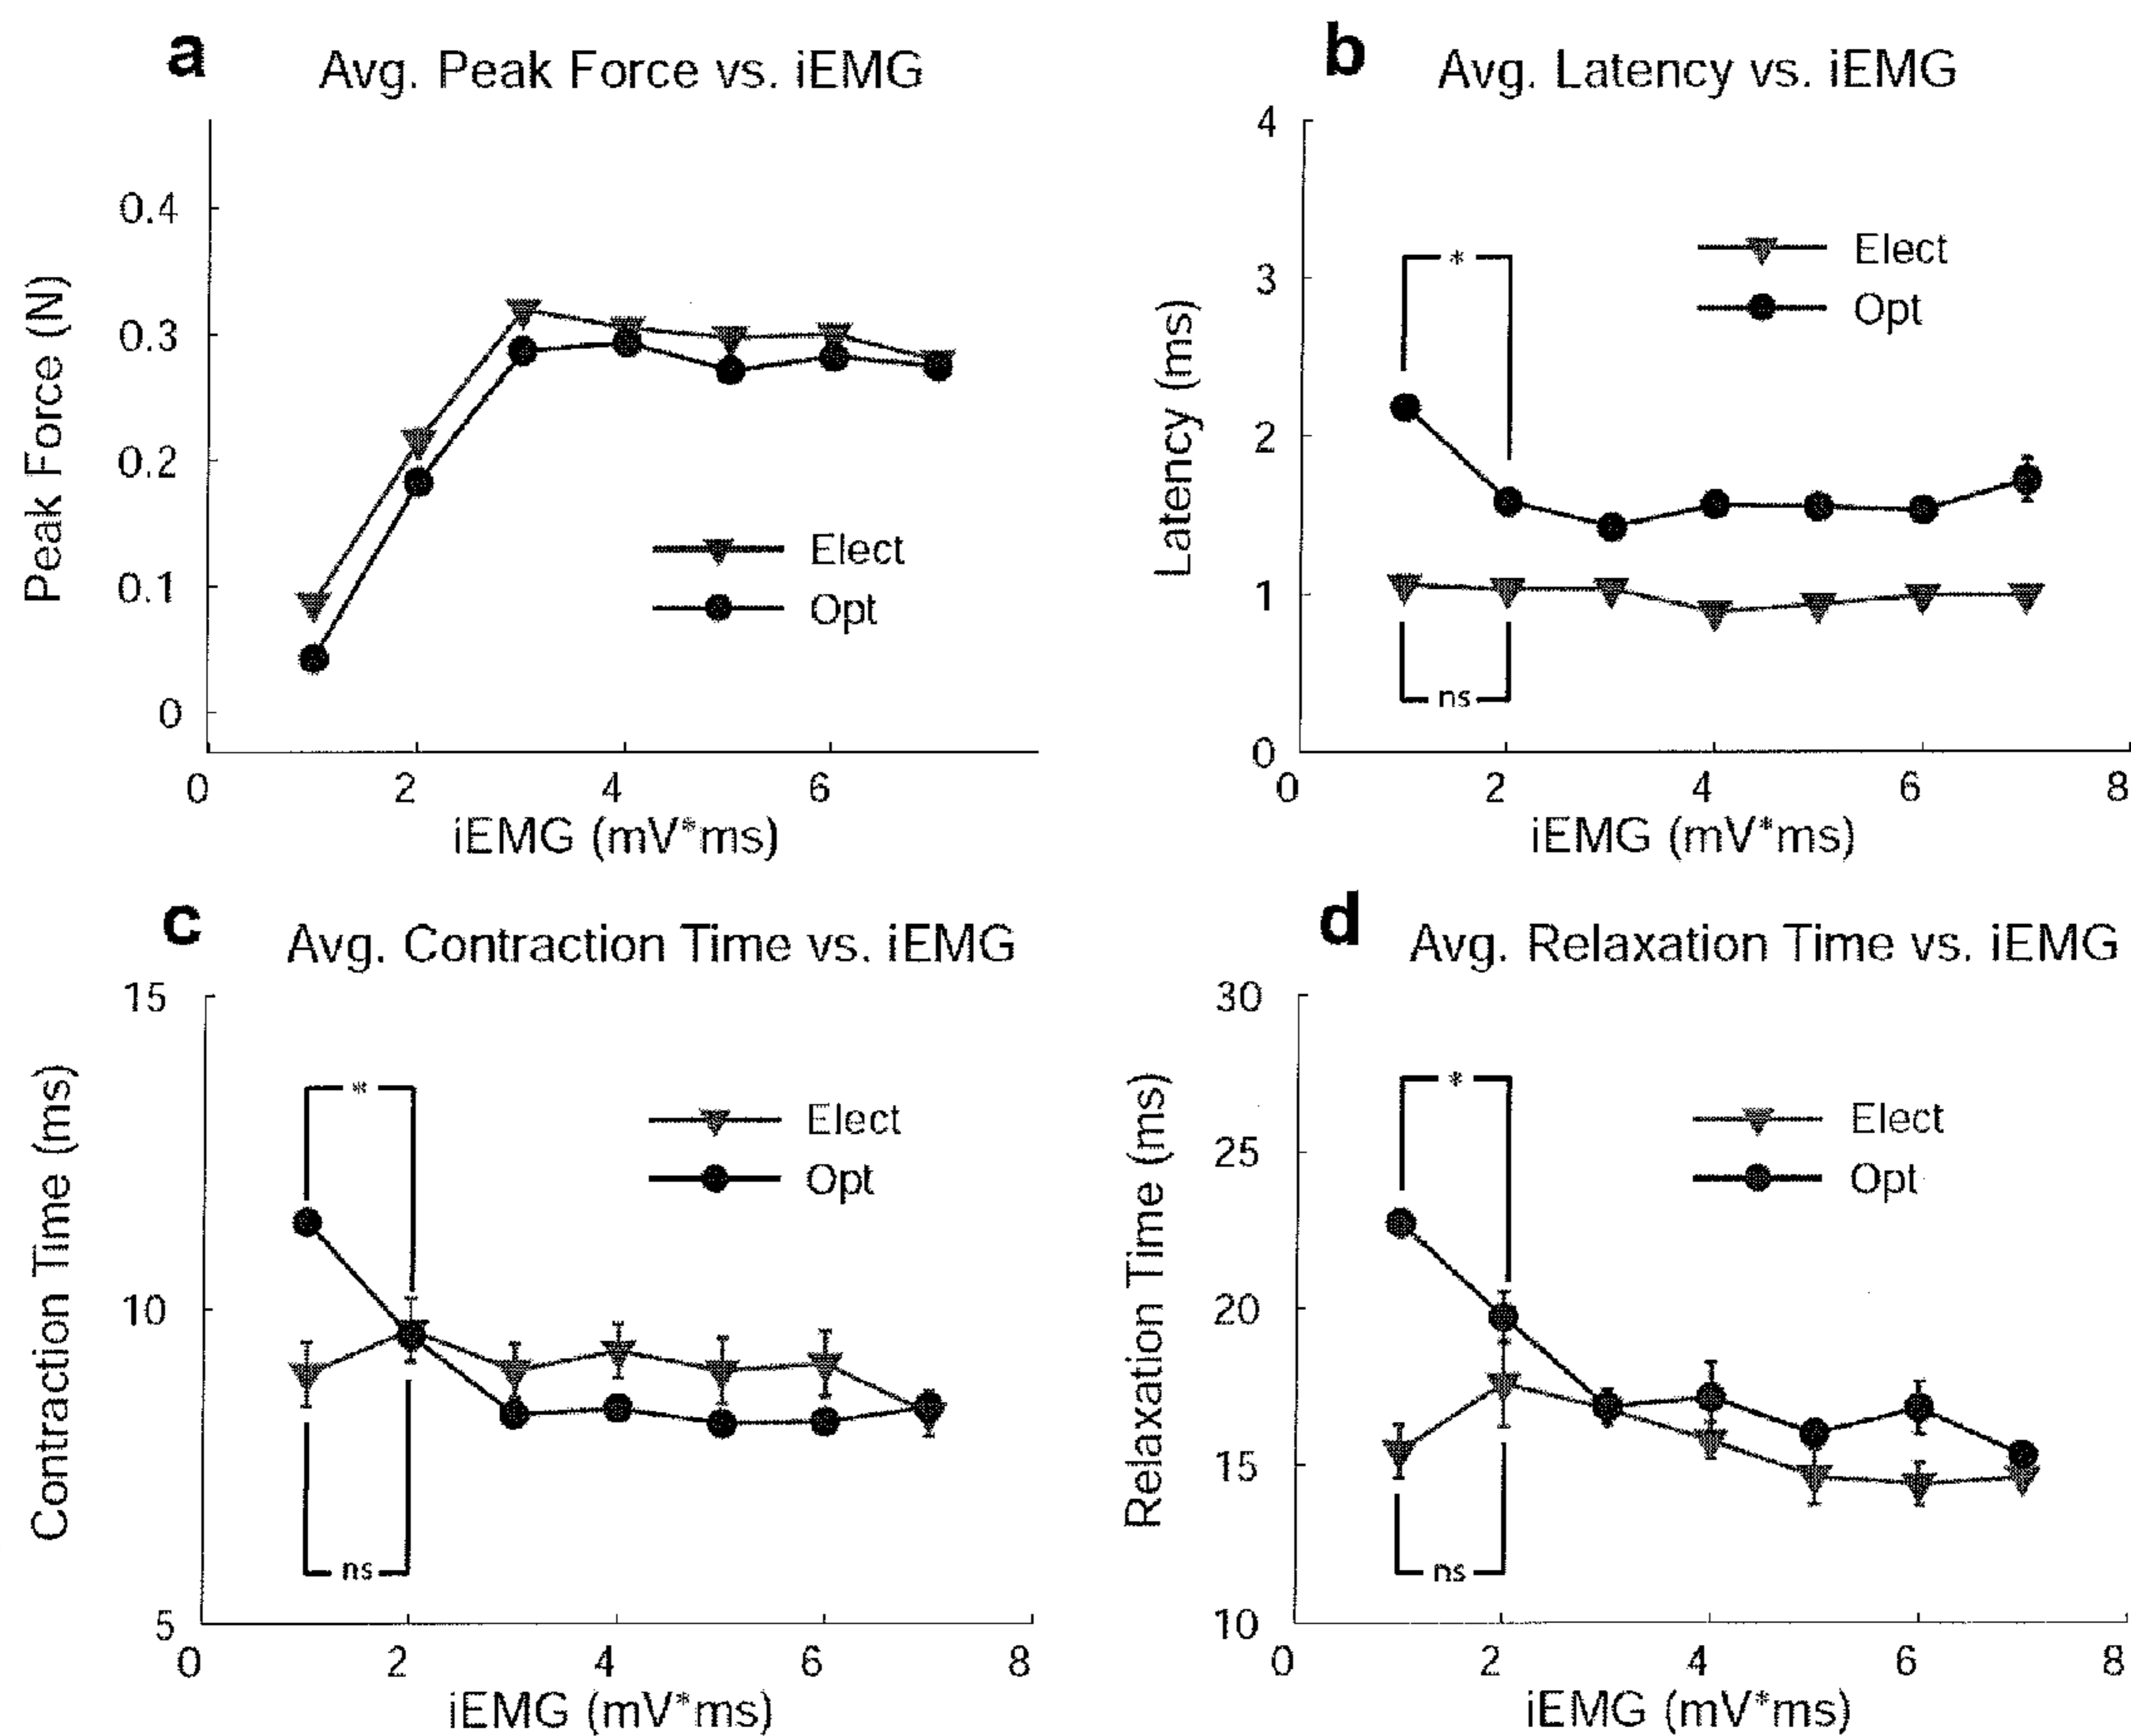 a Avg. Peak Force vs. iEMG
0.4
0.3
0.2
0.1
0
Peak Force (N)
Elect
Opt
0 2 4 6
iEMG (mV*ms)
b Avg. Latency vs. iEMG
4
3
2
1
0
Latency (ms)
*
Elect
Opt
ns
0 2 4 6 8
iEMG (mV*ms)
c Avg. Contraction Time vs. iEMG
15
10
5
Contraction Time (ms)
*
Elect
Opt
ns
0 2 4 6 8
iEMG (mV*ms)
d Avg. Relaxation Time vs. iEMG
30
25
20
15
10
Relaxation Time (ms)
*
Elect
Opt
ns
0 2 4 6 8
iEMG (mV*ms)